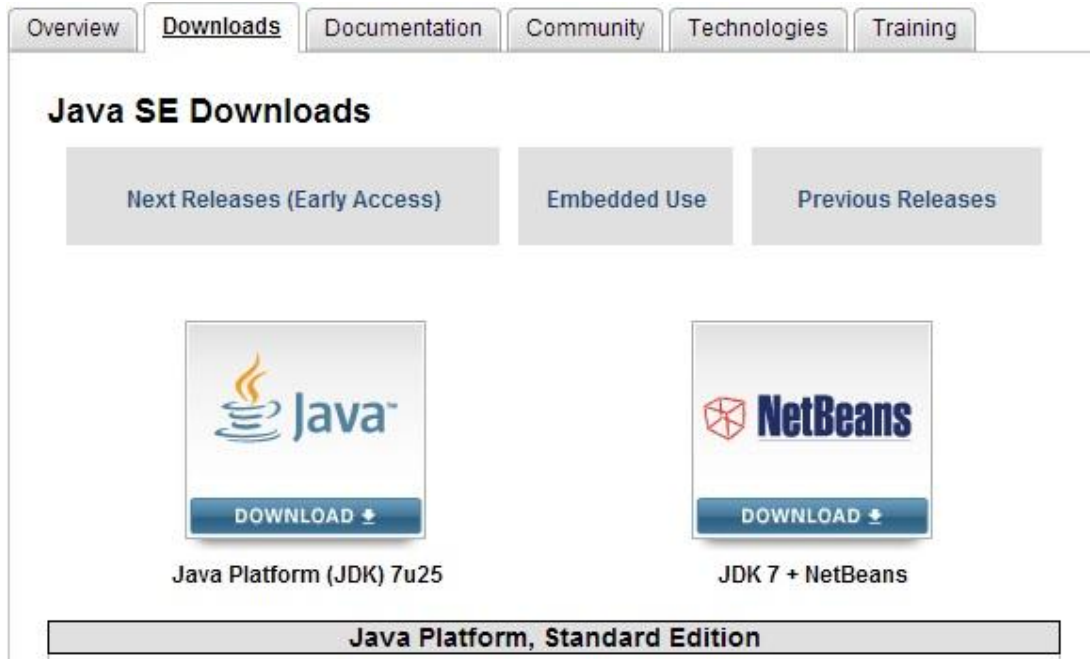 Overview Downloads Documentation Community Technologies Training
Java SE Downloads
Next Releases (Early Access) Embedded Use Previous Releases
Java™ NetBeans
DOWNLOAD DOWNLOAD
Java Platform (JDK) 7u25 JDK 7 + NetBeans
Java Platform, Standard Edition